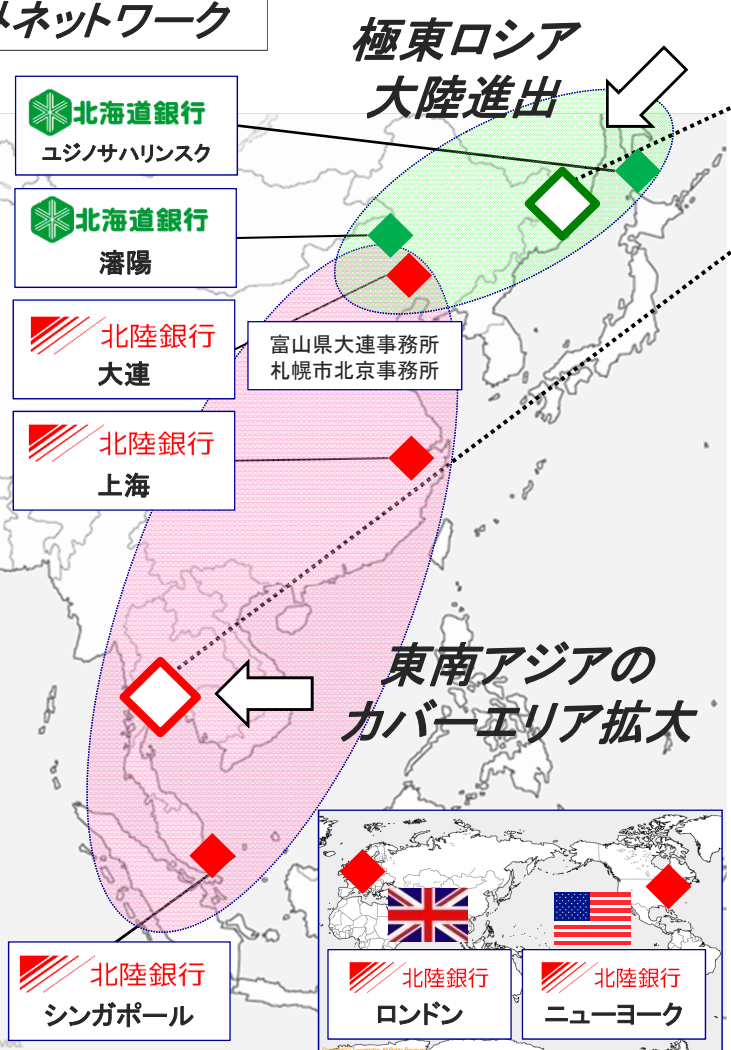 ネットワーク
極東ロシア
大陸進出
北海道銀行
ユジノサハリンスク
北海道銀行
瀋陽
北陸銀行
大連
富山県大連事務所
札幌市北京事務所
北陸銀行
上海
東南アジアの
カバーエリア拡大
北陸銀行
シンガポール
北陸銀行
ロンドン
北陸銀行
ニューヨーク